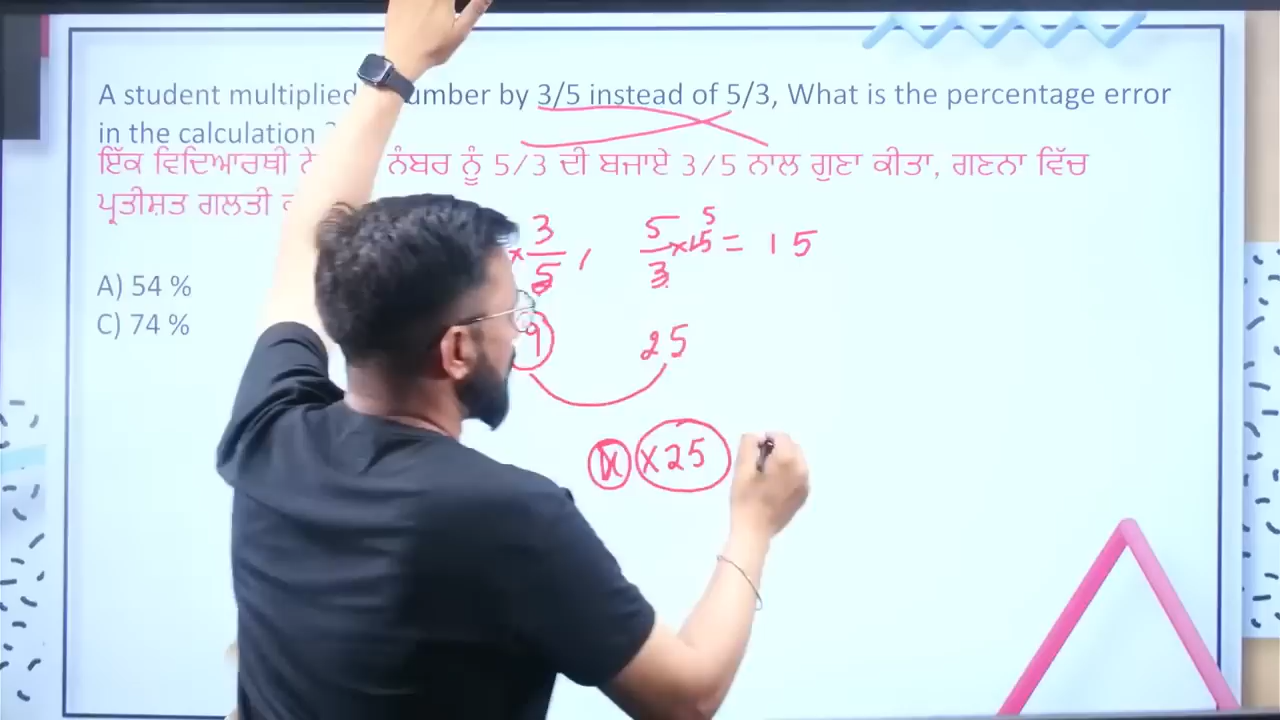 A student multiplied umber by 3/5 instead of 5/3, What is the percentage error
in the calculation ?
ਇੱਕ ਵਿਦਿਆਰਥੀ ਨੇ ਨੰਬਰ ਨੂੰ 5/3 ਦੀ ਬਜਾਏ 3/5 ਨਾਲ ਗੁਣਾ ਕੀਤਾ, ਗਣਨਾ ਵਿੱਚ
ਪ੍ਰਤੀਸ਼ਤ ਗਲਤੀ
× 3/5 , 5/3 × 15 5 = 15
A) 54 %
C) 74 %
9 25
× 25